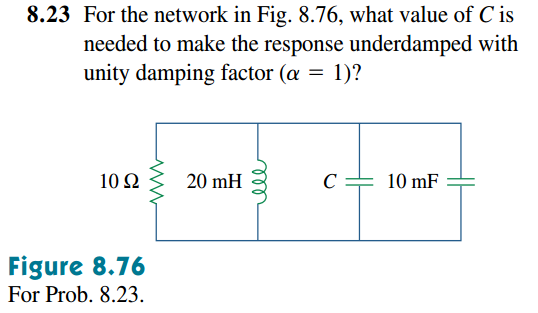 8.23 For the network in Fig. 8.76, what value of C is
needed to make the response underdamped with
unity damping factor (α = 1)?
10 Ω 20 mH C 10 mF
Figure 8.76
For Prob. 8.23.